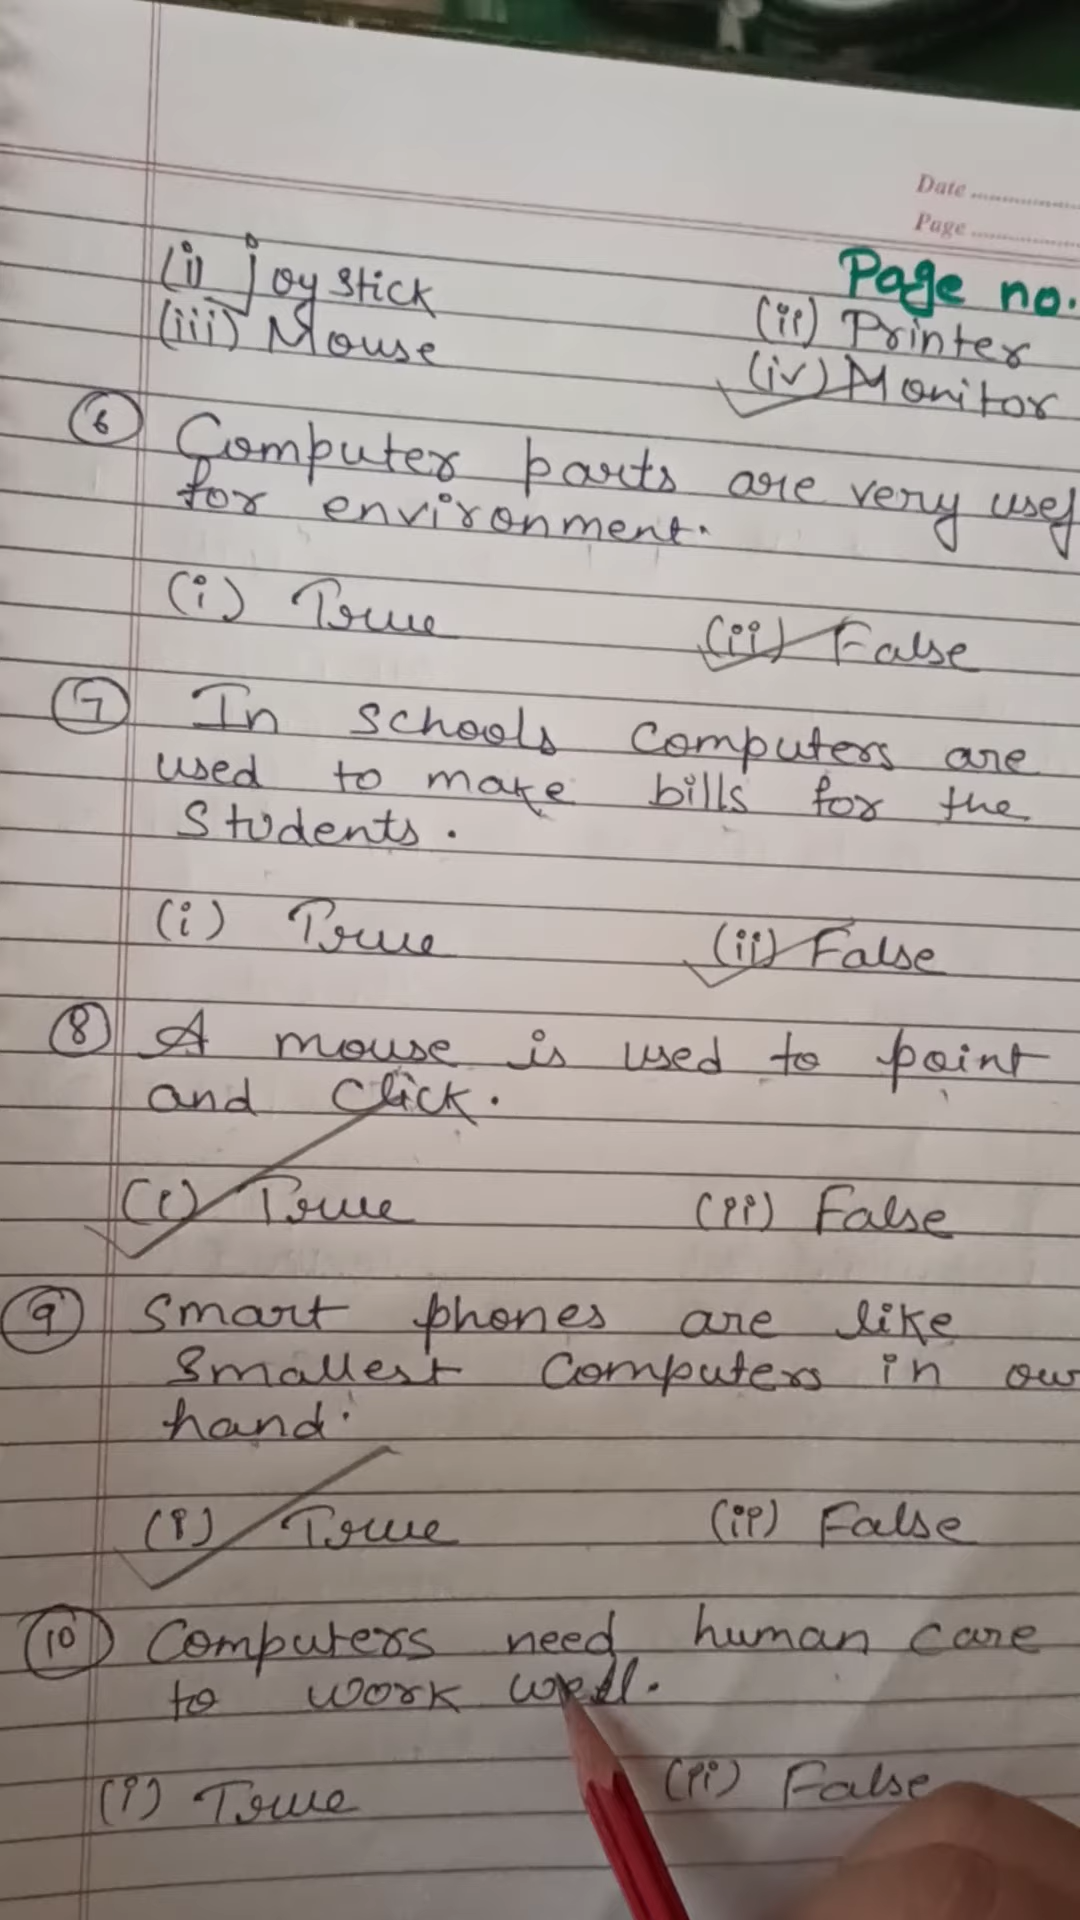 Date
Page
Page no.
(i) Joy stick
(ii) Printer
(iii) Mouse
(iv) Monitor
6 Computer parts are very usef
for environment.
(i) True (ii) False
7 In schools computers are
used to make bills for the
Students.
(i) True (ii) False
8 A mouse is used to point
and click.
(i) True (ii) False
9 Smart phones are like
Smallest Computers in our
hand.
(i) True (ii) False
10 Computers need human care
to work well.
(i) True (ii) False